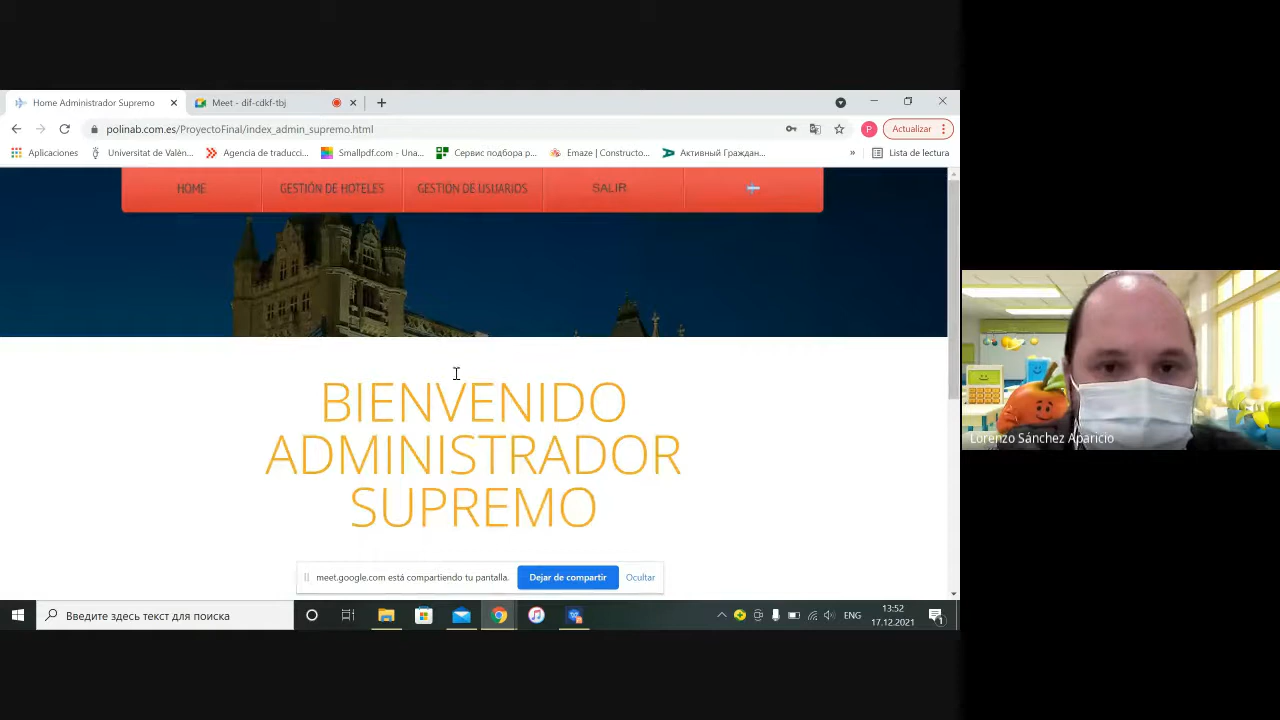 Home Administrador Supremo
Meet - dif-cdkf-tbj
polinab.com.es/ProyectoFinal/index_admin_supremo.html
P
Actualizar
Aplicaciones
Universitat de Valèn...
Agencia de traducci...
Smallpdf.com - Una...
Сервис подбора р...
Emaze | Constructo...
Активный Граждан...
»
Lista de lectura
HOME
GESTIÓN DE HOTELES
GESTIÓN DE USUARIOS
SALIR
BIENVENIDO
ADMINISTRADOR
SUPREMO
Lorenzo Sánchez Aparicio
meet.google.com está compartiendo tu pantalla.
Dejar de compartir
Ocultar
Введите здесь текст для поиска
ENG
13:52
17.12.2021
1